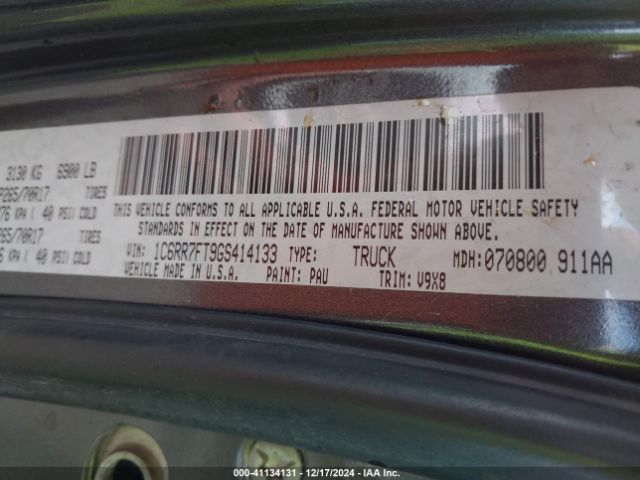 3130 KG 6900 LB
P265/70R17 TIRES
76 KPA ( 40 PSI) COLD
265/70R17 TIRES
6 KPA ( 40 PSI) COLD
THIS VEHICLE CONFORMS TO ALL APPLICABLE U.S.A. FEDERAL MOTOR VEHICLE SAFETY
STANDARDS IN EFFECT ON THE DATE OF MANUFACTURE SHOWN ABOVE.
VIN: 1C6RR7FT9GS414133 TYPE: TRUCK MDH: 070800 911AA
VEHICLE MADE IN U.S.A. PAINT: PAU TRIM: V9X8
000-41134131 - 12/17/2024 - IAA Inc.